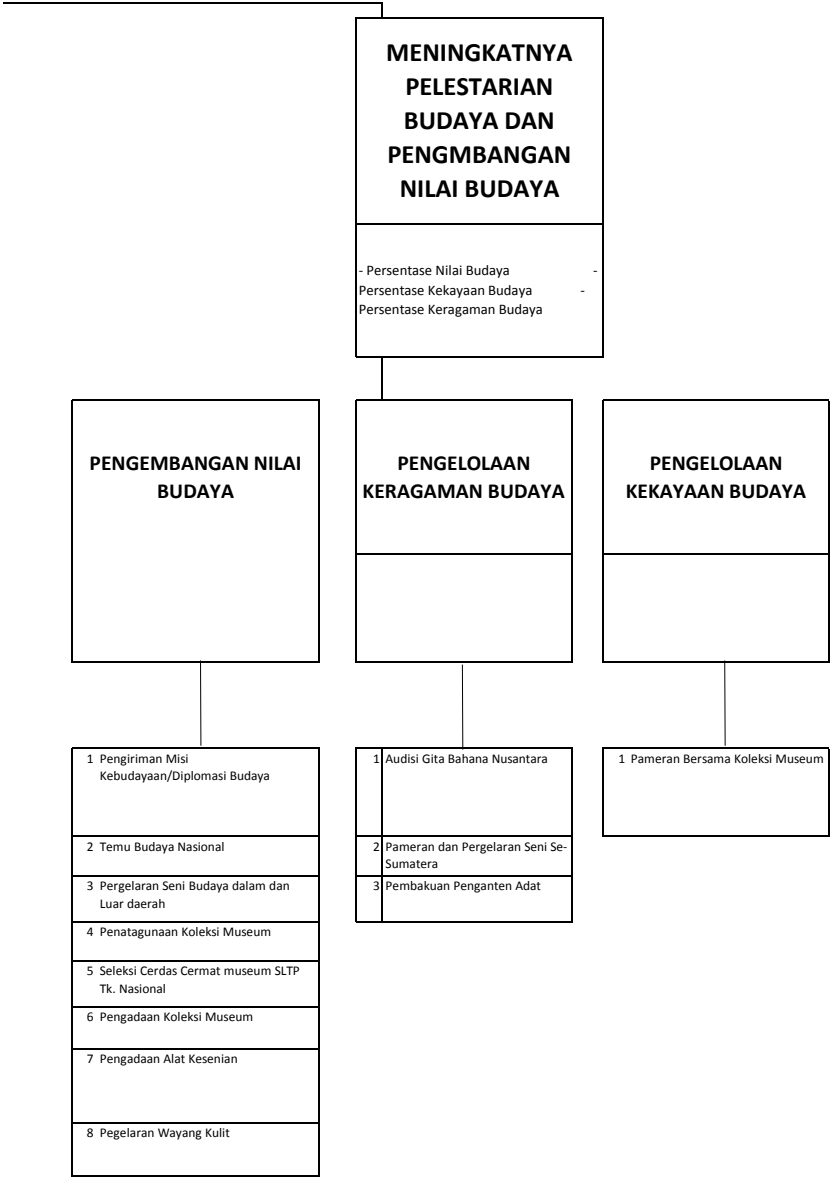 MENINGKATNYA
PELESTARIAN
BUDAYA DAN
PENGMBANGAN
NILAI BUDAYA
- Persentase Nilai Budaya -
Persentase Kekayaan Budaya -
Persentase Keragaman Budaya
PENGEMBANGAN NILAI
BUDAYA
PENGELOLAAN
KERAGAMAN BUDAYA
PENGELOLAAN
KEKAYAAN BUDAYA
1 Pengiriman Misi
Kebudayaan/Diplomasi Budaya
2 Temu Budaya Nasional
3 Pergelaran Seni Budaya dalam dan
Luar daerah
4 Penatagunaan Koleksi Museum
5 Seleksi Cerdas Cermat museum SLTP
Tk. Nasional
6 Pengadaan Koleksi Museum
7 Pengadaan Alat Kesenian
8 Pegelaran Wayang Kulit
1 Audisi Gita Bahana Nusantara
2 Pameran dan Pergelaran Seni Se-
Sumatera
3 Pembakuan Penganten Adat
1 Pameran Bersama Koleksi Museum